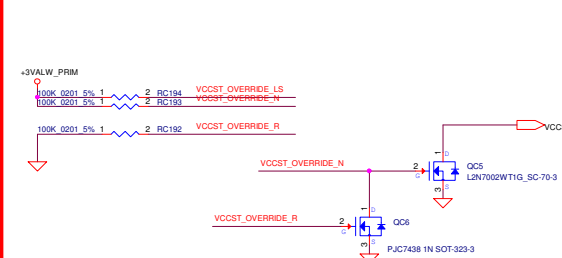 +3VALW_PRIM
100K_0201_5% 1 2 RC194 VCCST_OVERRIDE_LS
100K_0201_5% 1 2 RC193 VCCST_OVERRIDE_N
100K_0201_5% 1 2 RC192 VCCST_OVERRIDE_R
VCC
1 D
VCCST_OVERRIDE_N 2 G QC5
L2N7002WT1G_SC-70-3
3 S
1 D
VCCST_OVERRIDE_R 2 G QC6
3 S
PJC7438 1N SOT-323-3